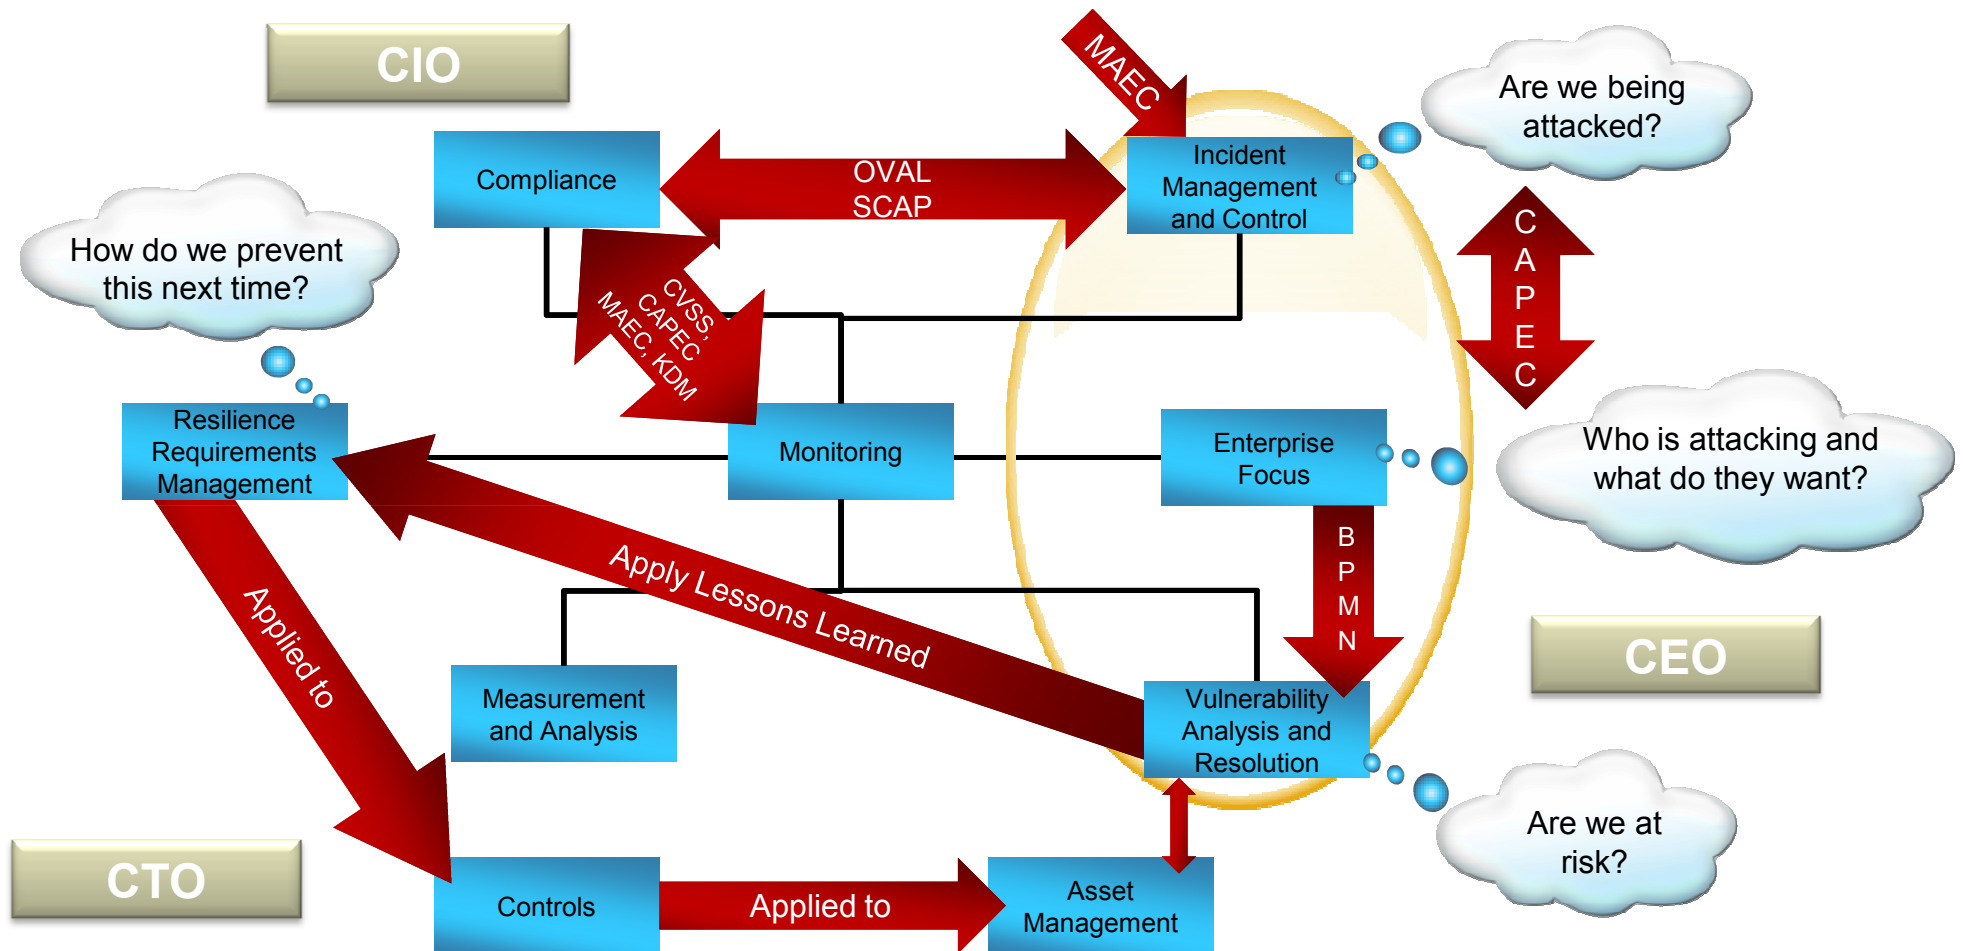 CIO
MAEC
Are we being
attacked?
Compliance
OVAL
SCAP
Incident
Management
and Control
How do we prevent
this next time?
CVSS,
CAPEC
MAEC, KDM
C
A
P
E
C
Resilience
Requirements
Management
Monitoring
Enterprise
Focus
Who is attacking and
what do they want?
B
P
M
N
Apply Lessons Learned
Applied to
CEO
Measurement
and Analysis
Vulnerability
Analysis and
Resolution
Are we at
risk?
CTO
Controls
Applied to
Asset
Management